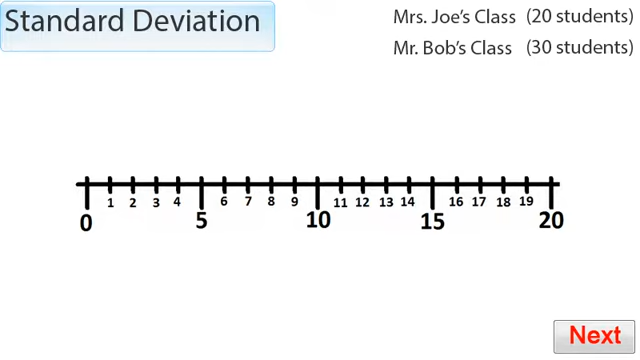 Standard Deviation
Mrs. Joe's Class (20 students)
Mr. Bob's Class (30 students)
1 2 3 4 6 7 8 9 11 12 13 14 16 17 18 19
0 5 10 15 20
Next